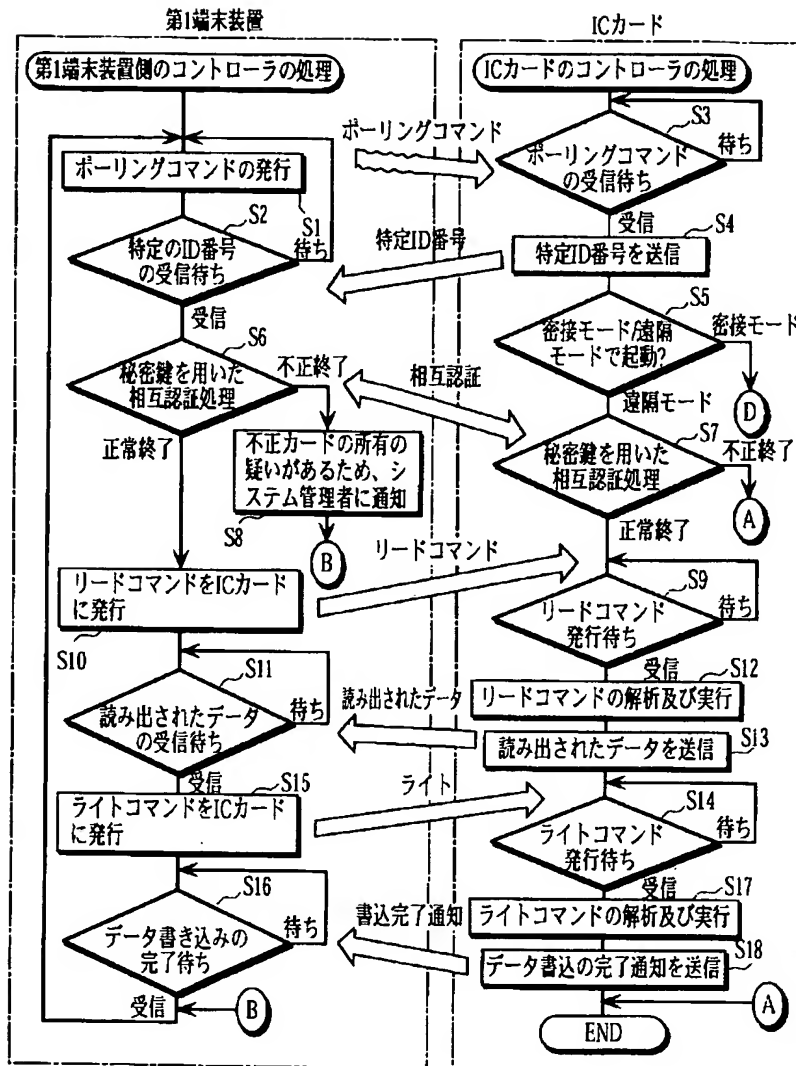 第1端末装置
ICカード
第1端末装置側のコントローラの処理
ICカードのコントローラの処理
ポーリングコマンド
S3
ポーリングコマンド
の受信待ち
待ち
ポーリングコマンドの発行
S1
S2
特定のID番号
の受信待ち
待ち
受信
特定ID番号
受信
S4
特定ID番号を送信
S5
密接モード/遠隔
モードで起動?
密接モード
D
遠隔モード
S6
秘密鍵を用いた
相互認証処理
不正終了
正常終了
相互認証
S7
秘密鍵を用いた
相互認証処理
不正終了
A
正常終了
不正カードの所有の
疑いがあるため、シ
ステム管理者に通知
S8
B
リードコマンド
リードコマンドをICカード
に発行
S10
S9
リードコマンド
発行待ち
待ち
受信
S11
読み出されたデータ
の受信待ち
待ち
受信
読み出されたデータ
S12
リードコマンドの解析及び実行
S13
読み出されたデータを送信
S15
ライトコマンドをICカード
に発行
ライト
S14
ライトコマンド
発行待ち
待ち
受信
S16
データ書き込みの
完了待ち
待ち
受信
B
書込完了通知
S17
ライトコマンドの解析及び実行
S18
データ書込の完了通知を送信
A
END